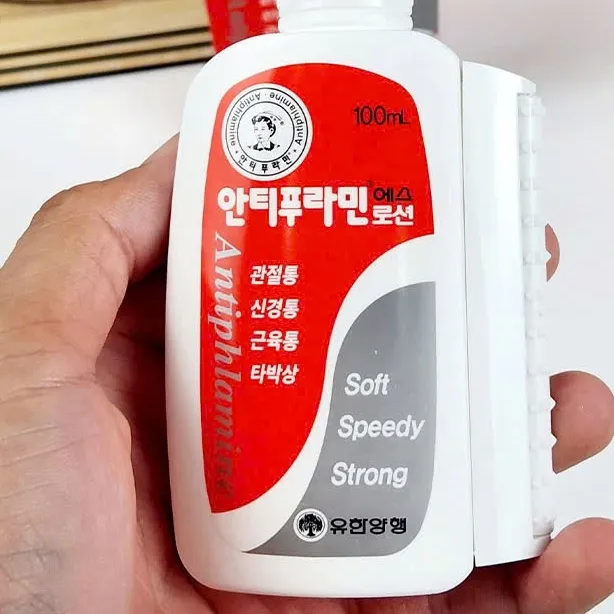 Antiphlamine · Antiphlamine
· 안티푸라민 ·
100mL
안티푸라민 에스
로션
Antiphlamine
관절통
신경통
근육통
타박상
Soft
Speedy
Strong
유한양행